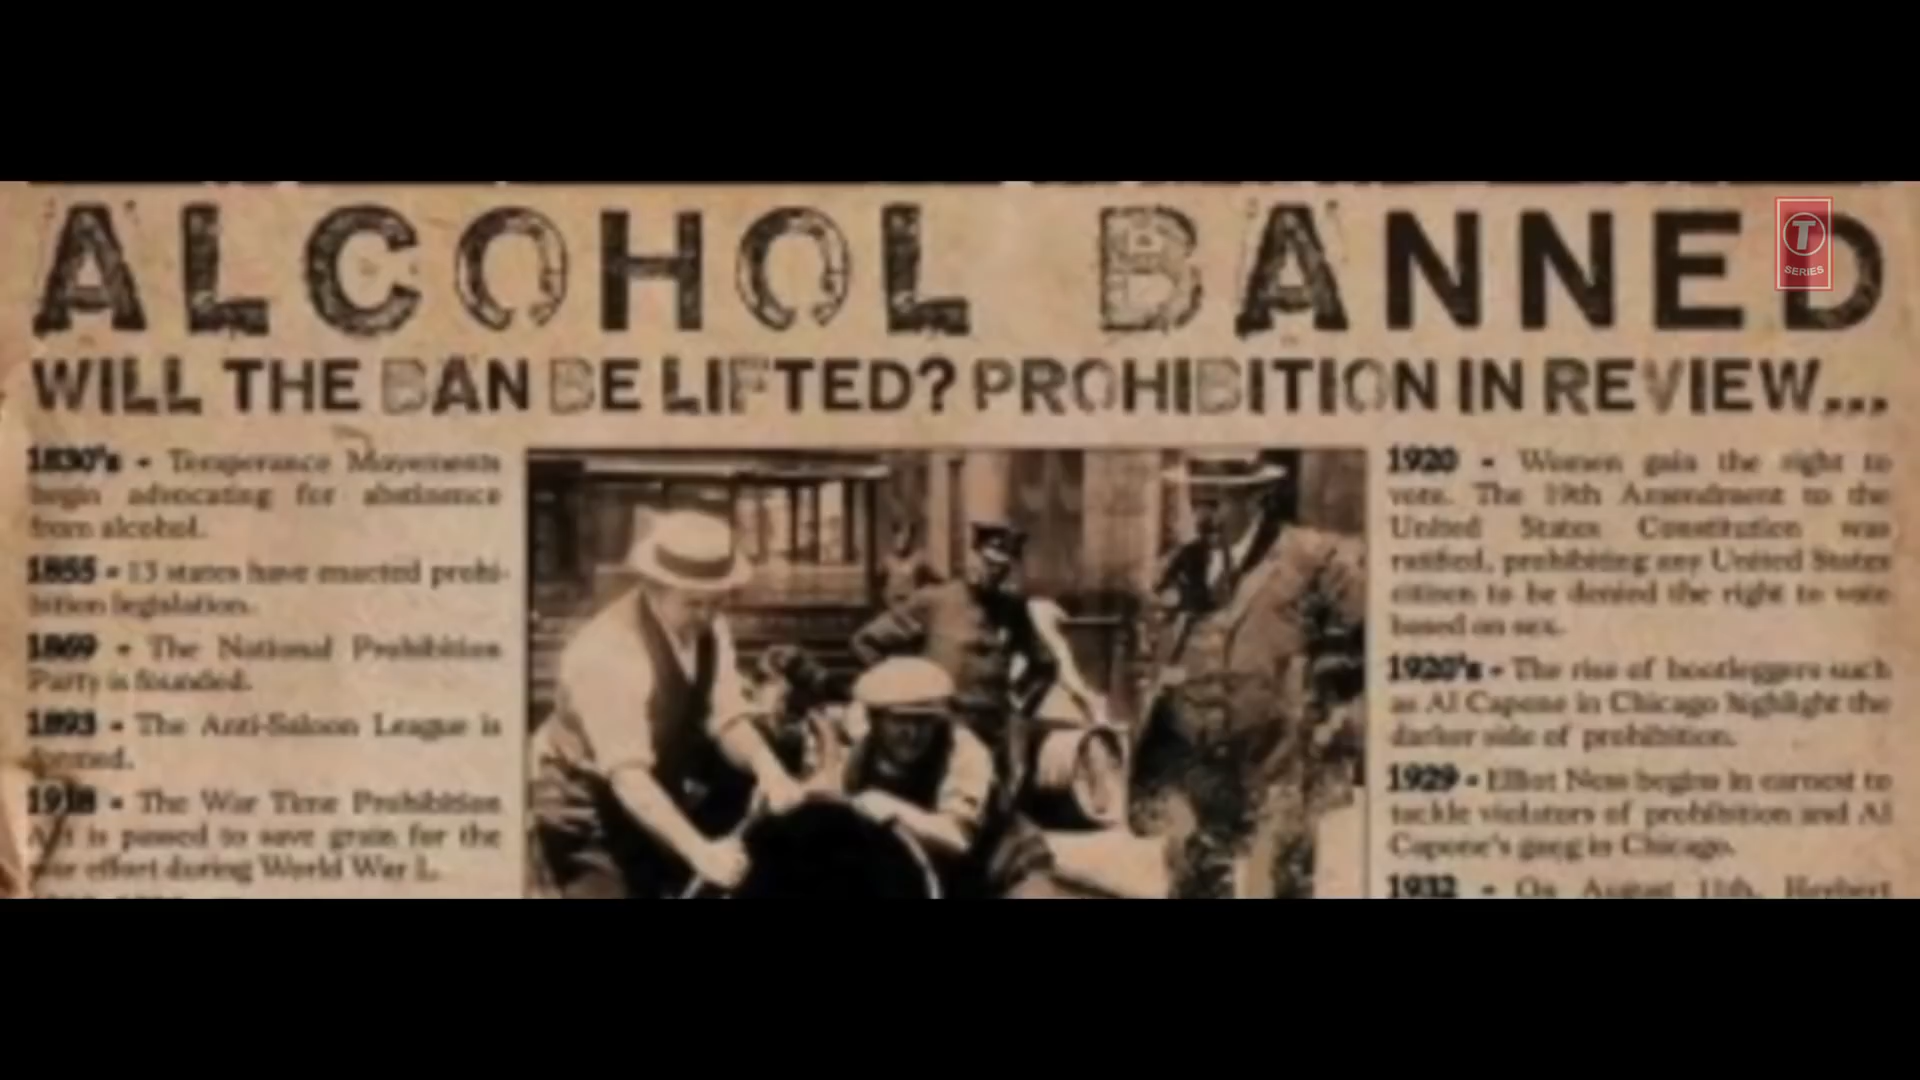 ALCOHOL BANNED
T
SERIES
WILL THE BAN BE LIFTED? PROHIBITION IN REVIEW...
1830's - Temperance Movements
begin advocating for abstinence
from alcohol.
1855 - 13 states have enacted prohi-
bition legislation.
1869 - The National Prohibition
Party is founded.
1893 - The Anti-Saloon League is
formed.
1918 - The War Time Prohibition
Act is passed to save grain for the
war effort during World War I.
1920 - Women gain the right to
vote. The 19th Amendment to the
United States Constitution was
ratified, prohibiting any United States
citizen to be denied the right to vote
based on sex.
1920's - The rise of bootleggers such
as Al Capone in Chicago highlight the
darker side of prohibition.
1929 - Elliot Ness begins in earnest to
tackle violators of prohibition and Al
Capone's gang in Chicago.
1932 - On August 11th, Herbert